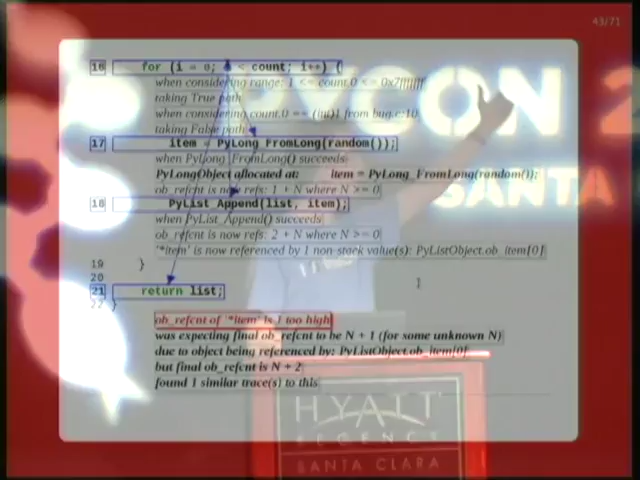 43/71
16 for (i = 0; i < count; i++) {
when considering range: 1 <= count.0 <= 0x7fffffff
taking True path
when considering count.0 == (int)1 from bug.c:10
taking False path
PYCON 2
17 item = PyLong_FromLong(random());
when PyLong_FromLong() succeeds
PyLongObject allocated at: item = PyLong_FromLong(random());
ob_refcnt is now refs: 1 + N where N >= 0
SANTA
18 PyList_Append(list, item);
when PyList_Append() succeeds
ob_refcnt is now refs: 2 + N where N >= 0
'*item' is now referenced by 1 non-stack value(s): PyListObject.ob_item[0]
19 }
20
21 return list;
22 }
ob_refcnt of '*item' is 1 too high
was expecting final ob_refcnt to be N + 1 (for some unknown N)
due to object being referenced by: PyListObject.ob_item[0]
but final ob_refcnt is N + 2
found 1 similar trace(s) to this
HYATT
REGENCY
SANTA CLARA